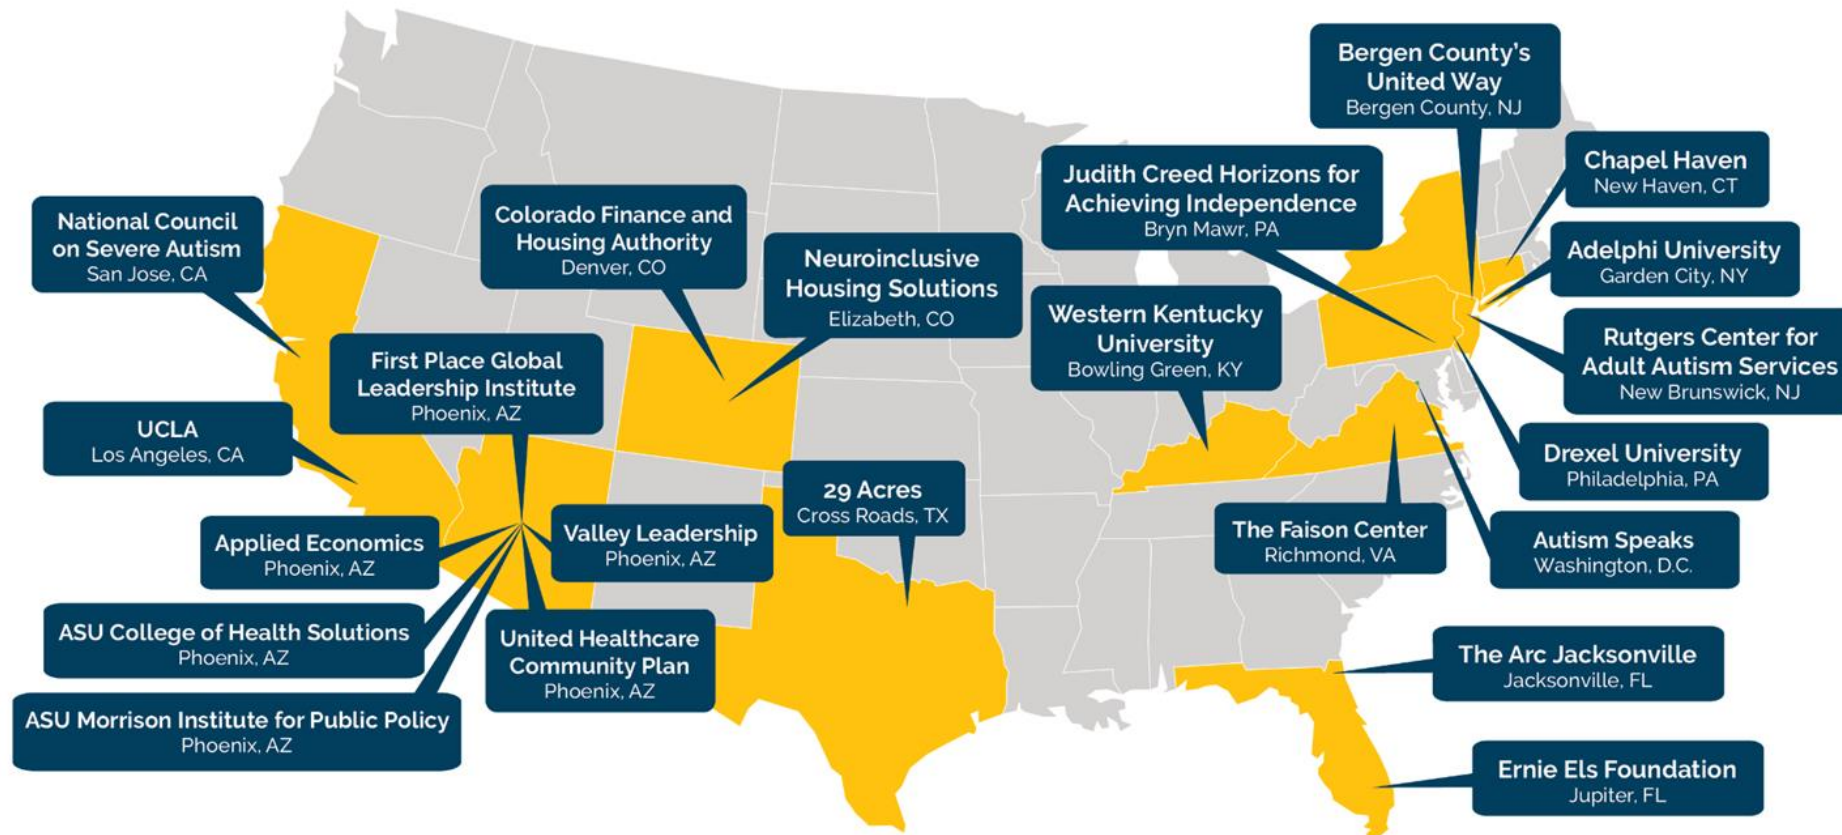 Bergen County's
United Way
Bergen County, NJ
Chapel Haven
New Haven, CT
Judith Creed Horizons for
Achieving Independence
Bryn Mawr, PA
National Council
on Severe Autism
San Jose, CA
Colorado Finance and
Housing Authority
Denver, CO
Neuroinclusive
Housing Solutions
Elizabeth, CO
Adelphi University
Garden City, NY
Western Kentucky
University
Bowling Green, KY
Rutgers Center for
Adult Autism Services
New Brunswick, NJ
First Place Global
Leadership Institute
Phoenix, AZ
UCLA
Los Angeles, CA
Drexel University
Philadelphia, PA
29 Acres
Cross Roads, TX
Applied Economics
Phoenix, AZ
Valley Leadership
Phoenix, AZ
The Faison Center
Richmond, VA
Autism Speaks
Washington, D.C.
ASU College of Health Solutions
Phoenix, AZ
United Healthcare
Community Plan
Phoenix, AZ
The Arc Jacksonville
Jacksonville, FL
ASU Morrison Institute for Public Policy
Phoenix, AZ
Ernie Els Foundation
Jupiter, FL